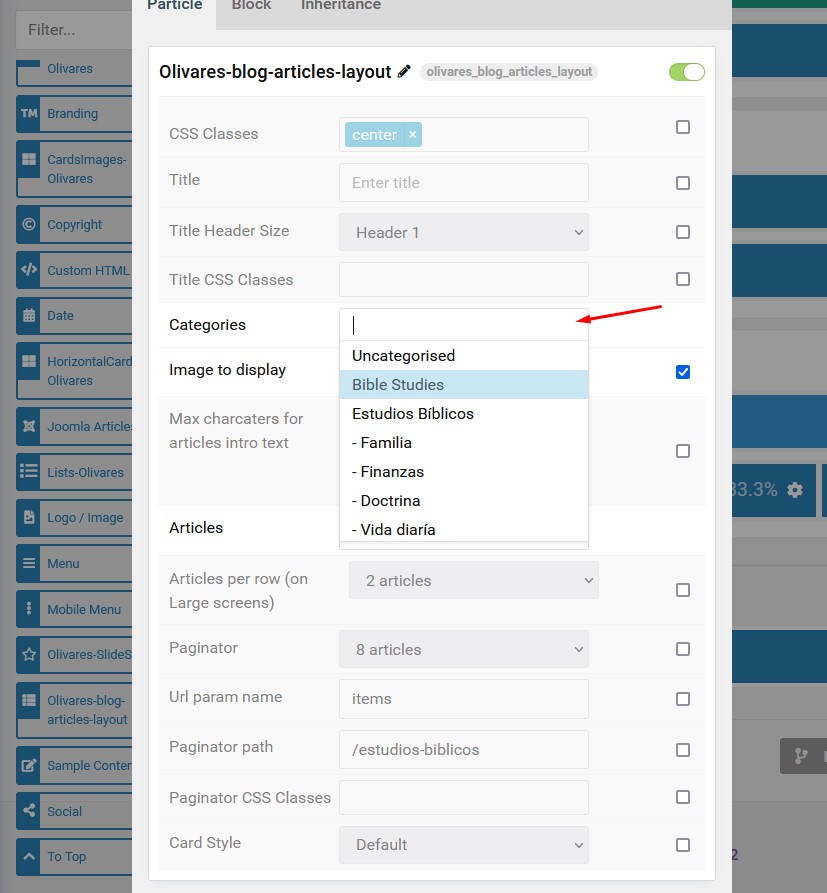 Particle Block Inheritance
Filter...
Olivares
TM Branding
CardsImages-
Olivares
Copyright
Custom HTML
Date
HorizontalCard
Olivares
Joomla Articles
Lists-Olivares
Logo / Image
Menu
Mobile Menu
Olivares-SlideS
Olivares-blog-
articles-layout
Sample Conten
Social
To Top
Olivares-blog-articles-layout olivares_blog_articles_layout
CSS Classes center ×
Title Enter title
Title Header Size Header 1
Title CSS Classes
Categories
Uncategorised
Image to display
Bible Studies
Estudios Bíblicos
Max charcaters for
articles intro text
- Familia
- Finanzas
- Doctrina
- Vida diaría
Articles
Articles per row (on
Large screens)
2 articles
Paginator 8 articles
Url param name items
Paginator path /estudios-biblicos
Paginator CSS Classes
Card Style Default
33.3%
2